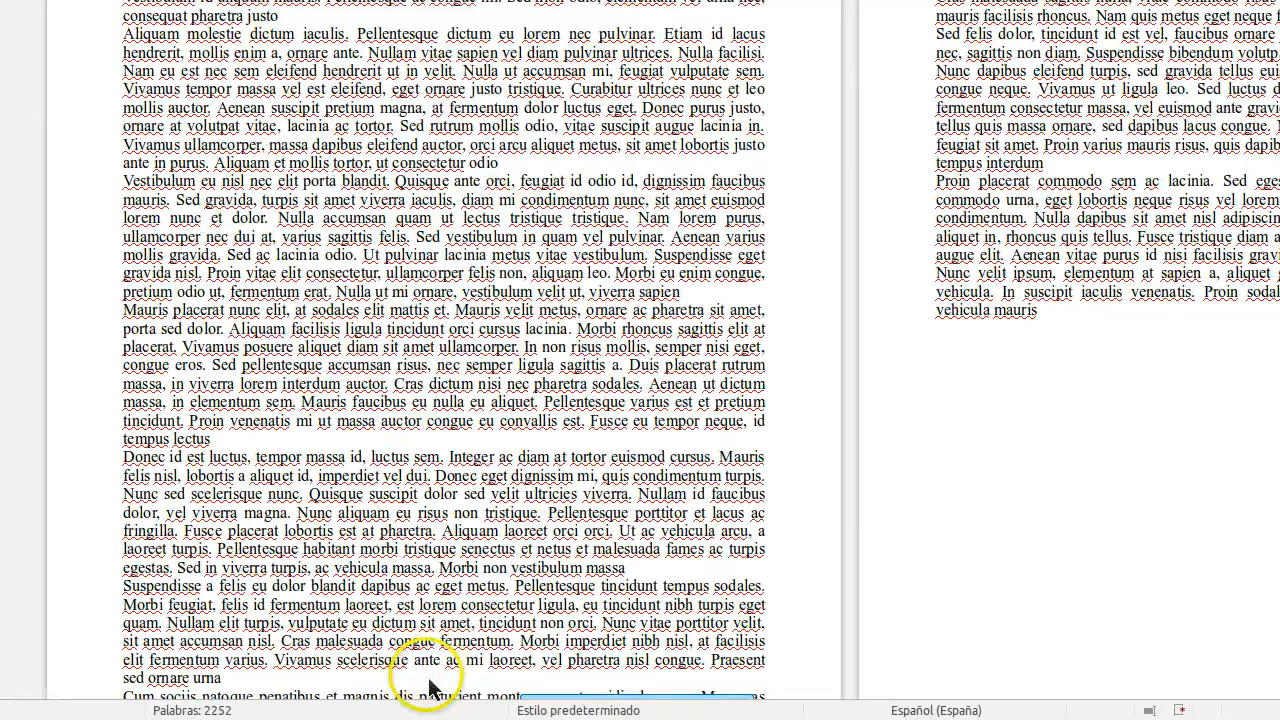 Vestibulum id aliquam mauris. Pellentesque ac congue mi. Sed mi non odio, elementum vel urna nec,
consequat pharetra justo
Aliquam molestie dictum iaculis. Pellentesque dictum eu lorem nec pulvinar. Etiam id lacus
hendrerit, mollis enim a, ornare ante. Nullam vitae sapien vel diam pulvinar ultrices. Nulla facilisi.
Nam eu est nec sem eleifend hendrerit ut in velit. Nulla ut accumsan mi, feugiat vulputate sem.
Vivamus tempor massa vel est eleifend, eget ornare justo tristique. Curabitur ultrices nunc et leo
mollis auctor. Aenean suscipit pretium magna, at fermentum dolor luctus eget. Donec purus justo,
ornare at volutpat vitae, lacinia ac tortor. Sed rutrum mollis odio, vitae suscipit augue lacinia in.
Vivamus ullamcorper, massa dapibus eleifend auctor, orci arcu aliquet metus, sit amet lobortis justo
ante in purus. Aliquam et mollis tortor, ut consectetur odio
Vestibulum eu nisl nec elit porta blandit. Quisque ante orci, feugiat id odio id, dignissim faucibus
mauris. Sed gravida, turpis sit amet viverra iaculis, diam mi condimentum nunc, sit amet euismod
lorem nunc et dolor. Nulla accumsan quam ut lectus tristique tristique. Nam lorem purus,
ullamcorper nec dui at, varius sagittis felis. Sed vestibulum in quam vel pulvinar. Aenean varius
mollis gravida. Sed ac lacinia odio. Ut pulvinar lacinia metus vitae vestibulum. Suspendisse eget
gravida nisl. Proin vitae elit consectetur, ullamcorper felis non, aliquam leo. Morbi eu enim congue,
pretium odio ut, fermentum erat. Nulla ut mi ornare, vestibulum velit ut, viverra sapien
Mauris placerat nunc elit, at sodales elit mattis et. Mauris velit metus, ornare ac pharetra sit amet,
porta sed dolor. Aliquam facilisis ligula tincidunt orci cursus lacinia. Morbi rhoncus sagittis elit at
placerat. Vivamus posuere aliquet diam sit amet ullamcorper. In non risus mollis, semper nisi eget,
congue eros. Sed pellentesque accumsan risus, nec semper ligula sagittis a. Duis placerat rutrum
massa, in viverra lorem interdum auctor. Cras dictum nisi nec pharetra sodales. Aenean ut dictum
massa, in elementum sem. Mauris faucibus eu nulla eu aliquet. Pellentesque varius est et pretium
tincidunt. Proin venenatis mi ut massa auctor congue eu convallis est. Fusce eu tempor neque, id
tempus lectus
Donec id est luctus, tempor massa id, luctus sem. Integer ac diam at tortor euismod cursus. Mauris
felis nisl, lobortis a aliquet id, imperdiet vel dui. Donec eget dignissim mi, quis condimentum turpis.
Nunc sed scelerisque nunc. Quisque suscipit dolor sed velit ultricies viverra. Nullam id faucibus
dolor, vel viverra magna. Nunc aliquam eu risus non tristique. Pellentesque porttitor et lacus ac
fringilla. Fusce placerat lobortis est at pharetra. Aliquam laoreet orci orci. Ut ac vehicula arcu, a
laoreet turpis. Pellentesque habitant morbi tristique senectus et netus et malesuada fames ac turpis
egestas. Sed in viverra turpis, ac vehicula massa. Morbi non vestibulum massa
Suspendisse a felis eu dolor blandit dapibus ac eget metus. Pellentesque tincidunt tempus sodales.
Morbi feugiat, felis id fermentum laoreet, est lorem consectetur ligula, eu tincidunt nibh turpis eget
quam. Nullam elit turpis, vulputate eu dictum sit amet, tincidunt non orci. Nunc vitae porttitor velit,
sit amet accumsan nisl. Cras malesuada congue fermentum. Morbi imperdiet nibh nisl, at facilisis
elit fermentum varius. Vivamus scelerisque ante ac mi laoreet, vel pharetra nisl congue. Praesent
sed ornare urna
Cum sociis natoque penatibus et magnis dis parturient
mauris facilisis rhoncus. Nam quis metus eget neque
Sed felis dolor, tincidunt id est vel, faucibus ornare
nec, sagittis non diam. Suspendisse bibendum volutp
Nunc dapibus eleifend turpis, sed gravida tellus eui
congue neque. Vivamus ut ligula leo. Sed luctus d
fermentum consectetur massa, vel euismod ante gravid
tellus quis massa ornare, sed dapibus lacus congue.
feugiat sit amet. Proin varius mauris risus, quis dapib
tempus interdum
Proin placerat commodo sem ac lacinia. Sed eges
commodo urna, eget lobortis neque risus vel lorem
condimentum. Nulla dapibus sit amet nisl adipiscin
aliquet in, rhoncus quis tellus. Fusce tristique diam a
augue elit. Aenean vitae purus id nisi facilisis gravi
Nunc velit ipsum, elementum at sapien a, aliquet
vehicula. In suscipit iaculis venenatis. Proin soda
vehicula mauris
Palabras: 2252 Estilo predeterminado Español (España)